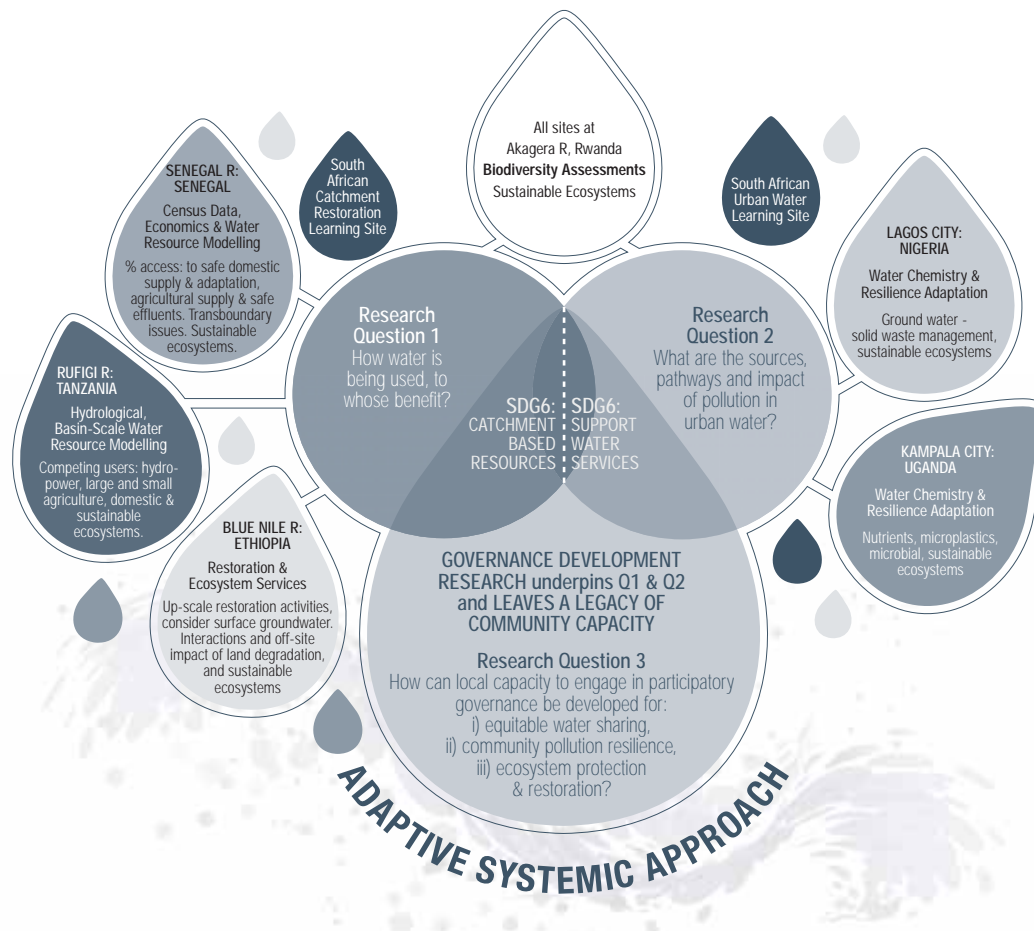 All sites at
Akagera R, Rwanda
Biodiversity Assessments
Sustainable Ecosystems
South
African
Catchment
Restoration
Learning Site
South African
Urban Water
Learning Site
SENEGAL R:
SENEGAL
Census Data,
Economics & Water
Resource Modelling
% access: to safe domestic
supply & adaptation,
agricultural supply & safe
effluents. Transboundary
issues. Sustainable
ecosystems.
RUFIGI R:
TANZANIA
Hydrological,
Basin-Scale Water
Resource Modelling
Competing users: hydro-
power, large and small
agriculture, domestic &
sustainable
ecosystems.
BLUE NILE R:
ETHIOPIA
Restoration &
Ecosystem Services
Up-scale restoration activities,
consider surface groundwater.
Interactions and off-site
impact of land degradation,
and sustainable
ecosystems
LAGOS CITY:
NIGERIA
Water Chemistry &
Resilience Adaptation
Ground water -
solid waste management,
sustainable ecosystems
KAMPALA CITY:
UGANDA
Water Chemistry &
Resilience Adaptation
Nutrients, microplastics,
microbial, sustainable
ecosystems
Research
Question 1
How water is
being used, to
whose benefit?
Research
Question 2
What are the sources,
pathways and impact
of pollution in
urban water?
SDG6:
CATCHMENT
BASED
RESOURCES
SDG6:
SUPPORT
WATER
SERVICES
GOVERNANCE DEVELOPMENT
RESEARCH underpins Q1 & Q2
and LEAVES A LEGACY OF
COMMUNITY CAPACITY
Research Question 3
How can local capacity to engage in participatory
governance be developed for:
i) equitable water sharing,
ii) community pollution resilience,
iii) ecosystem protection
& restoration?
ADAPTIVE SYSTEMIC APPROACH